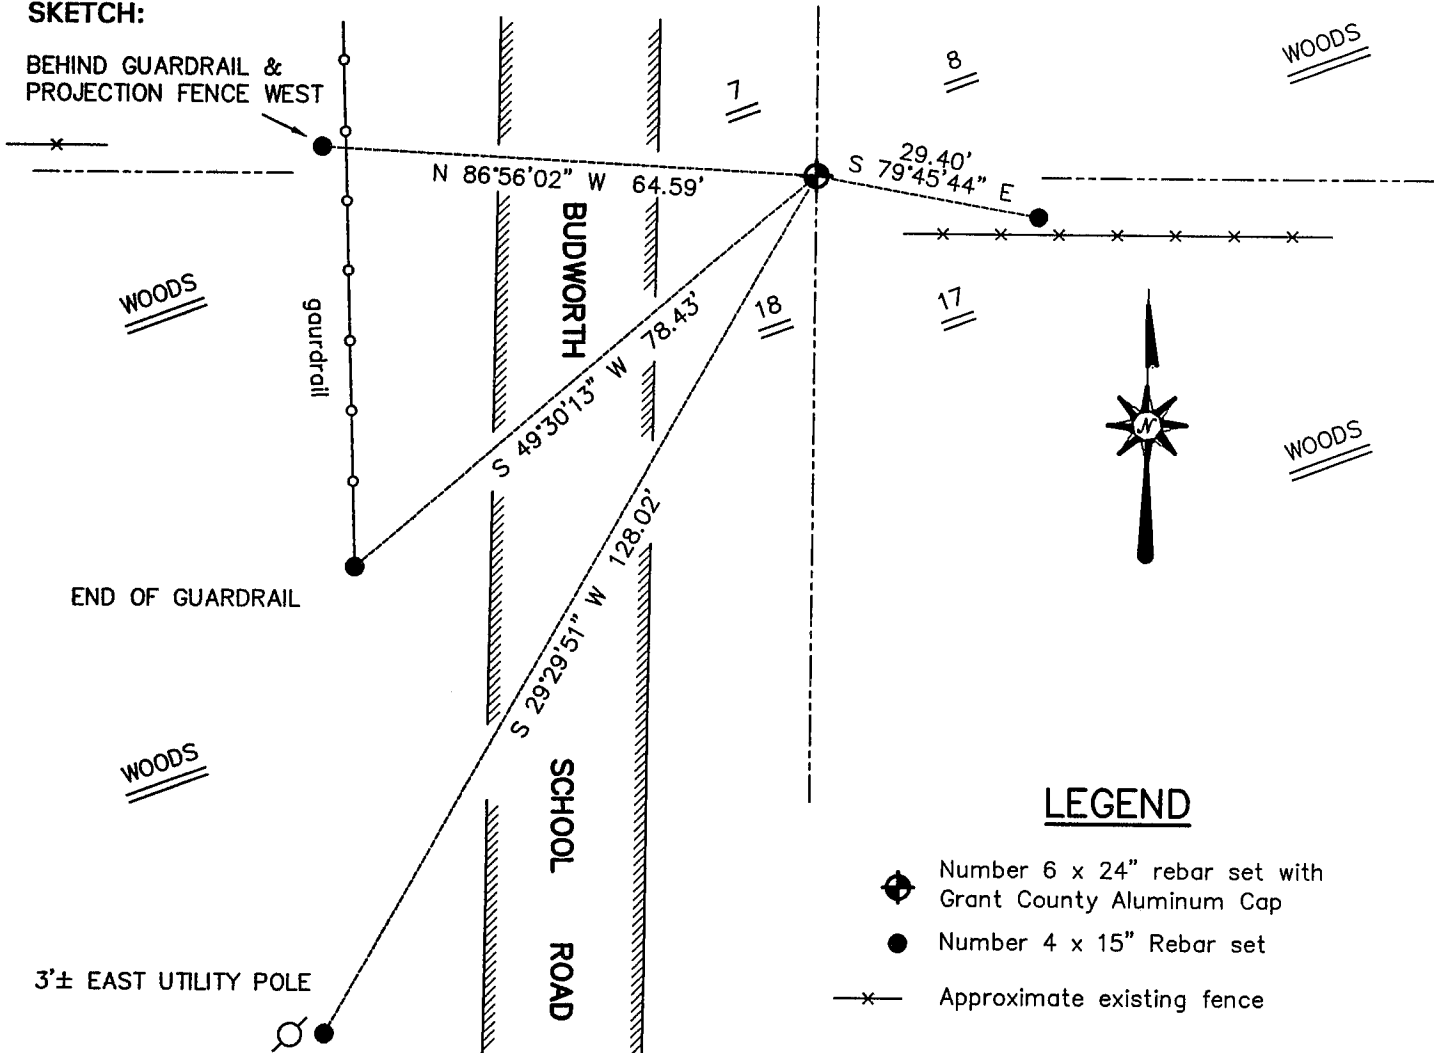 SKETCH:
BEHIND GUARDRAIL &
PROJECTION FENCE WEST
7
8
WOODS
N 86°56'02" W 64.59'
29.40'
S 79°45'44" E
WOODS
gaurdrail
BUDWORTH
18
17
S 49°30'13" W 78.43'
N
WOODS
END OF GUARDRAIL
S 29°29'51" W 128.02'
WOODS
SCHOOL
ROAD
3'± EAST UTILITY POLE
LEGEND
Number 6 x 24" rebar set with
Grant County Aluminum Cap
Number 4 x 15" Rebar set
Approximate existing fence